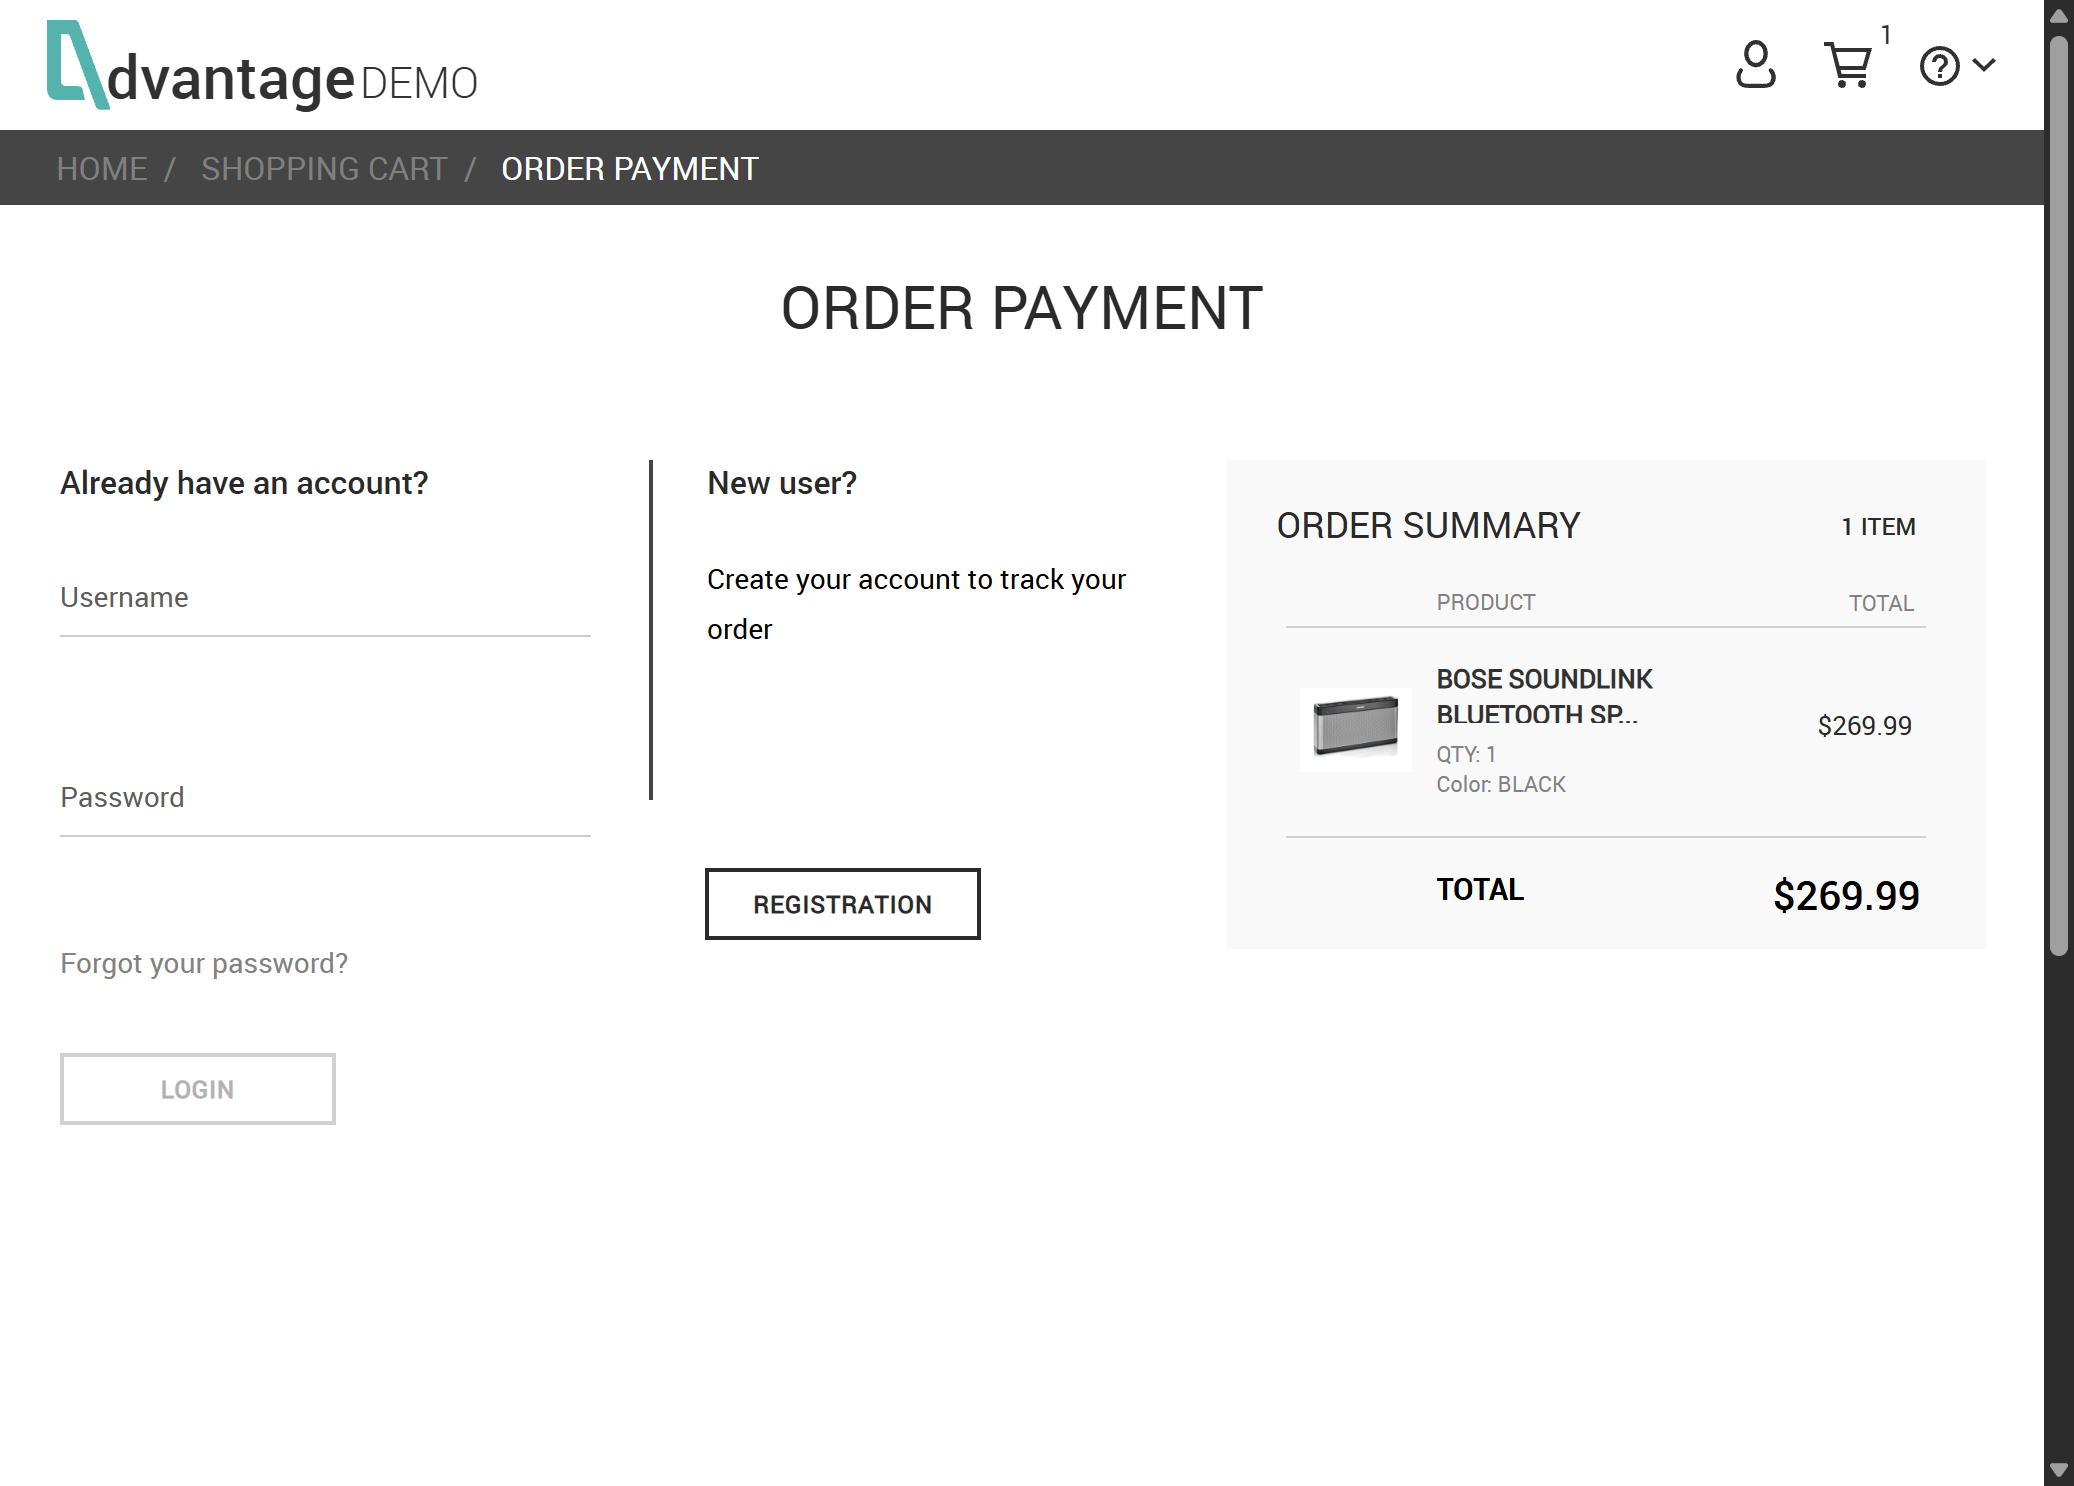 dvantage DEMO
1
HOME / SHOPPING CART / ORDER PAYMENT
ORDER PAYMENT
Already have an account?
Username
Password
Forgot your password?
LOGIN
New user?
Create your account to track your
order
REGISTRATION
ORDER SUMMARY 1 ITEM
PRODUCT TOTAL
BOSE SOUNDLINK
BLUETOOTH SP...
QTY: 1
Color: BLACK
$269.99
TOTAL $269.99